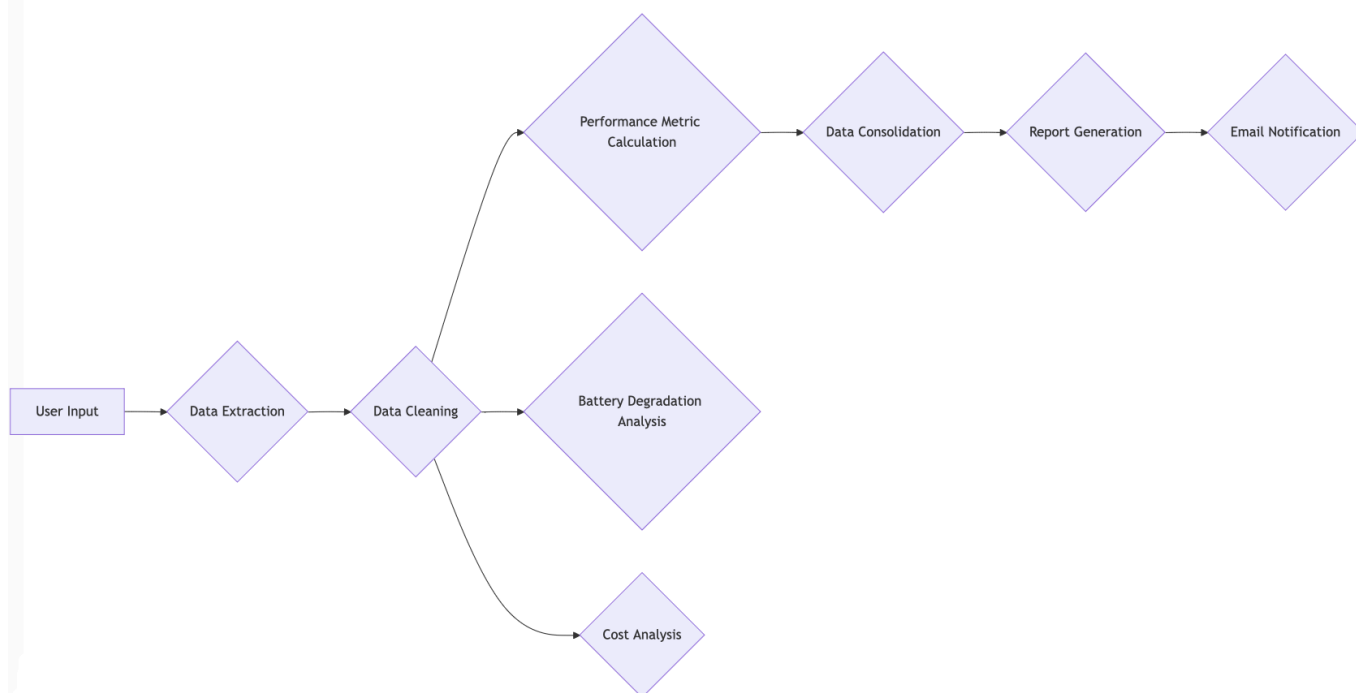 Performance Metric
Calculation
Data Consolidation
Report Generation
Email Notification
User Input
Data Extraction
Data Cleaning
Battery Degradation
Analysis
Cost Analysis